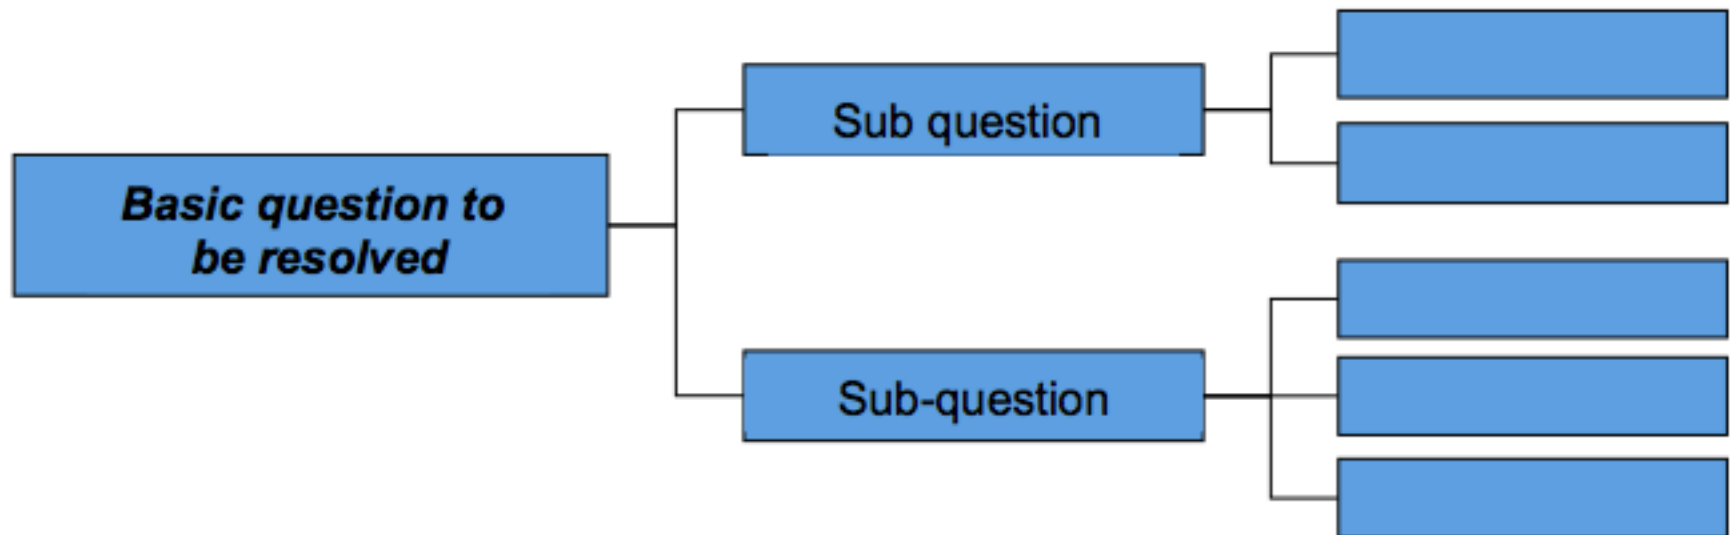 Basic question to
be resolved
Sub question
Sub-question